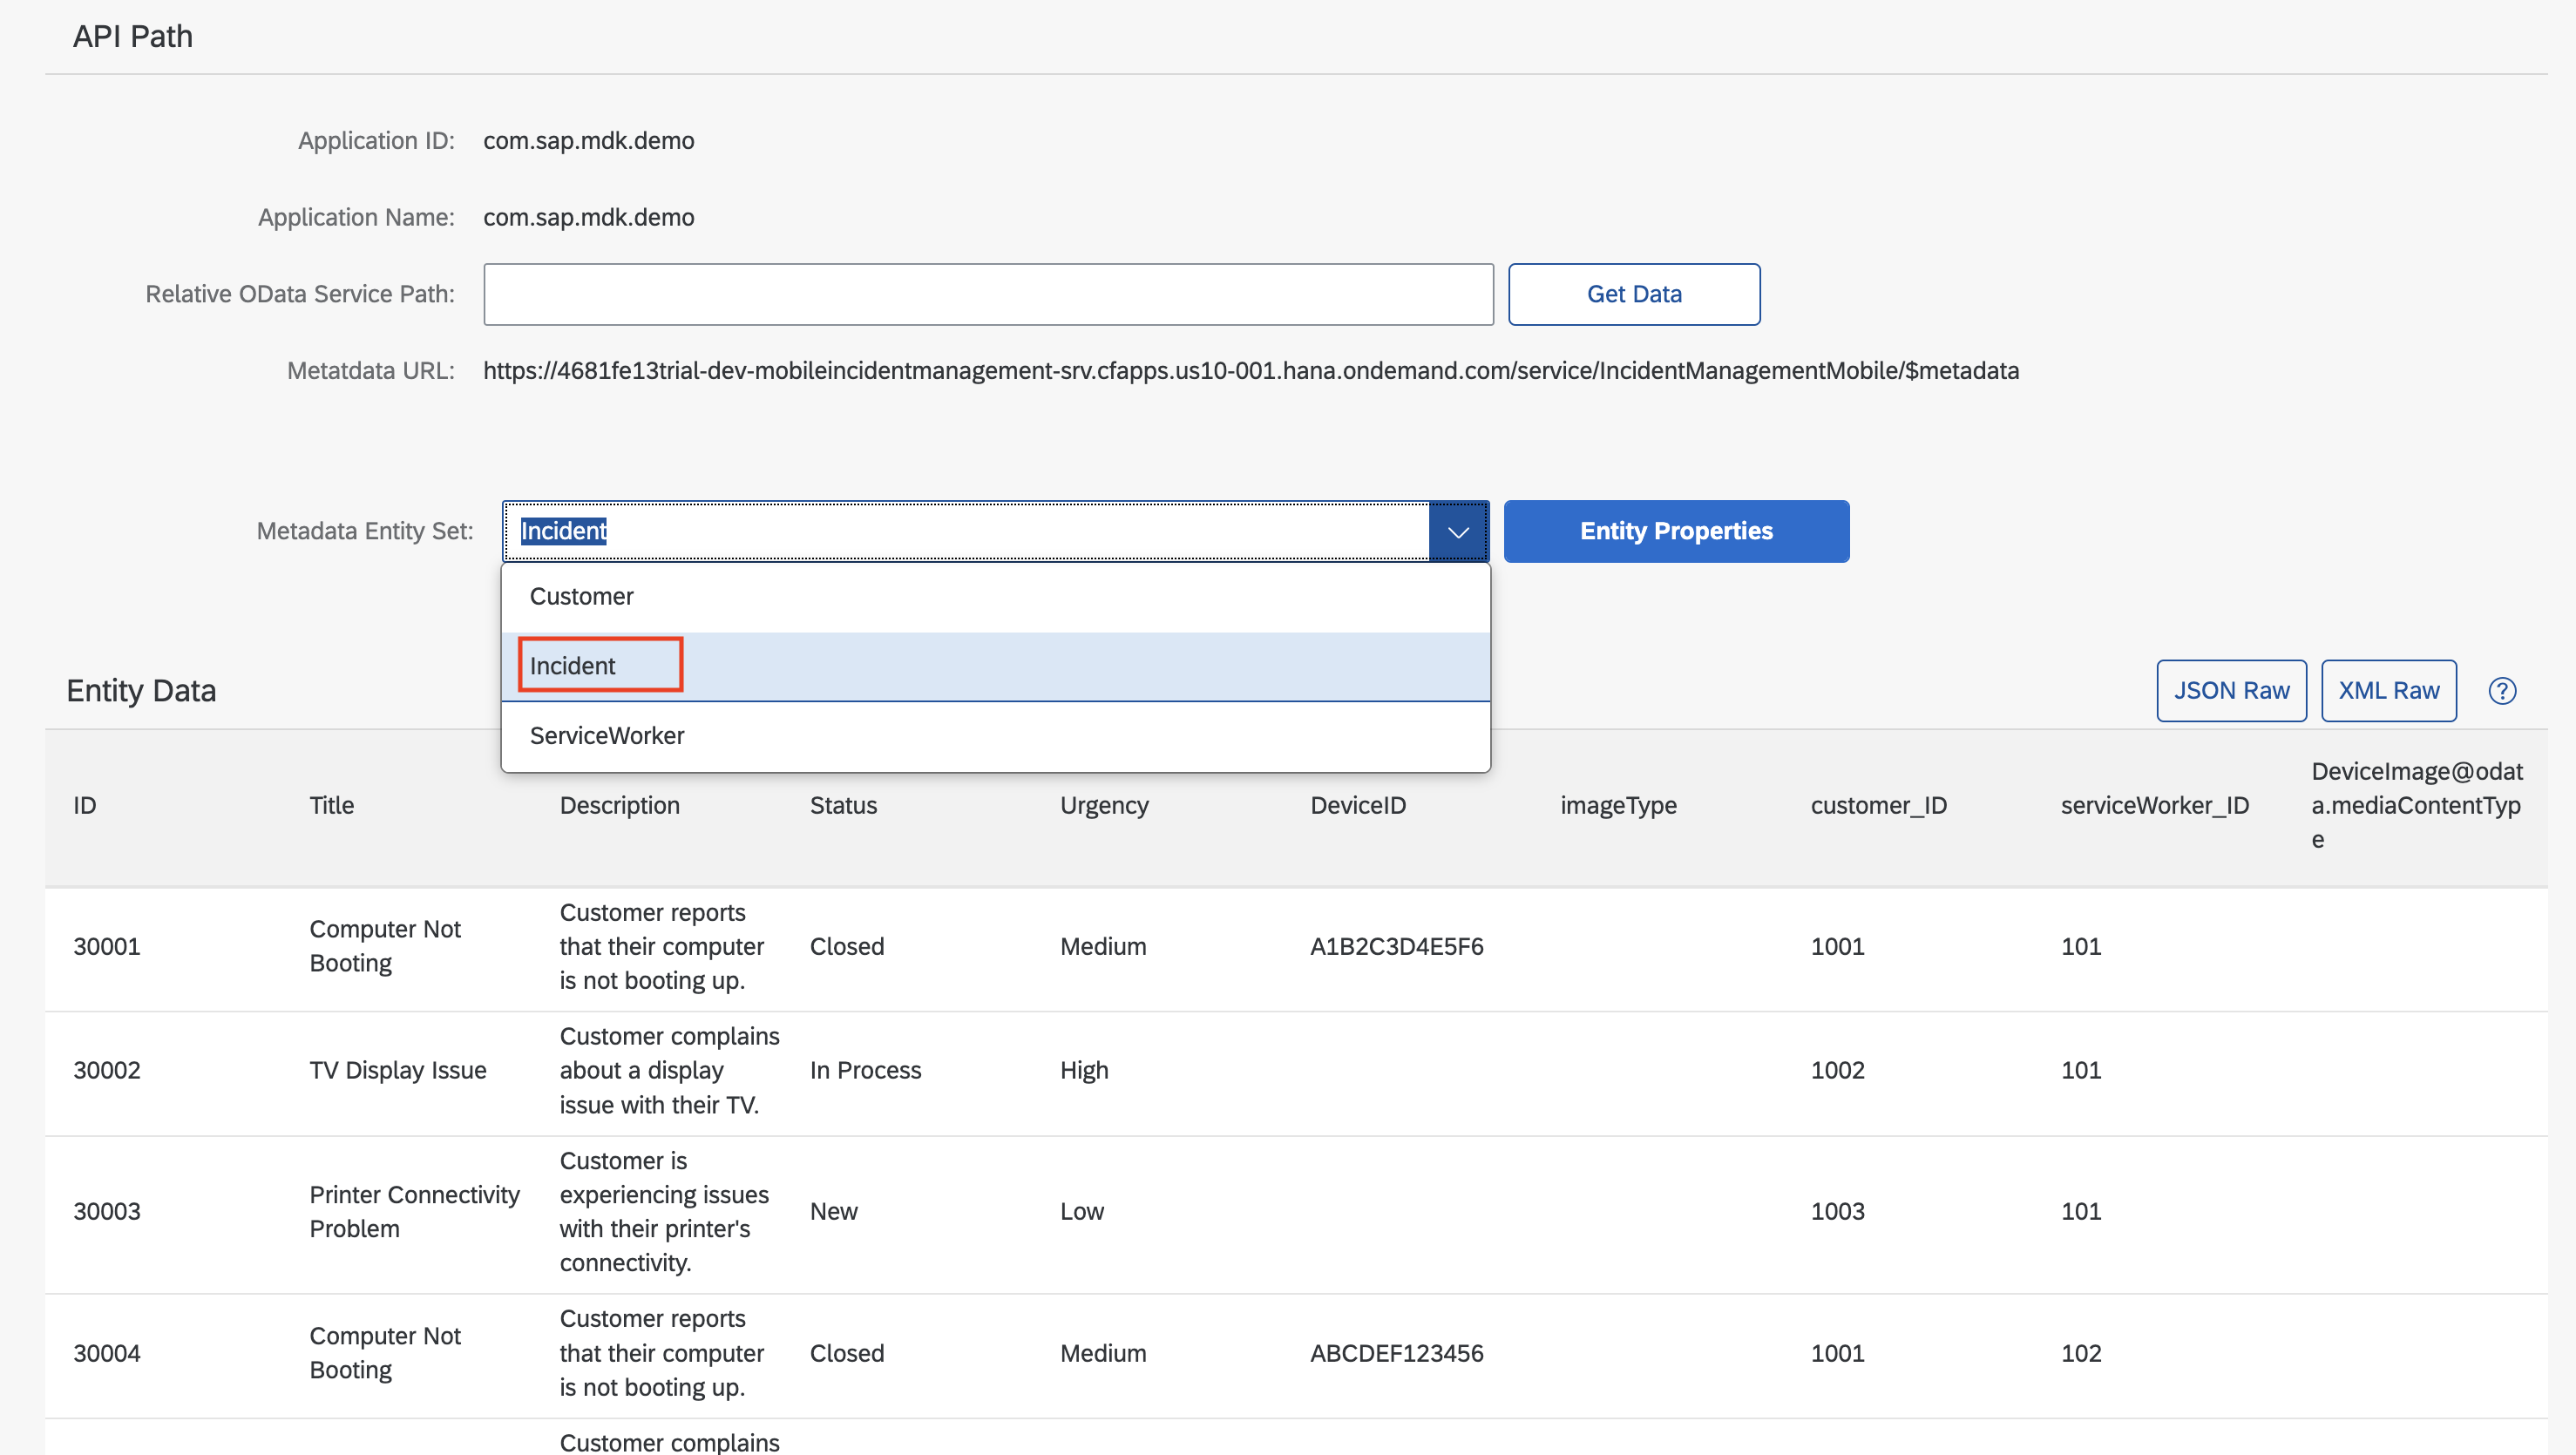 API Path
Application ID: com.sap.mdk.demo
Application Name: com.sap.mdk.demo
Relative OData Service Path: Get Data
Metatdata URL: https://4681fe13trial-dev-mobileincidentmanagement-srv.cfapps.us10-001.hana.ondemand.com/service/IncidentManagementMobile/$metadata
Metadata Entity Set: Incident Entity Properties
Customer
Incident
ServiceWorker
Entity Data JSON Raw XML Raw ?
ID Title Description Status Urgency DeviceID imageType customer_ID serviceWorker_ID DeviceImage@odat
a.mediaContentTyp
e
30001 Computer Not
Booting
Customer reports
that their computer
is not booting up.
Closed Medium A1B2C3D4E5F6 1001 101
30002 TV Display Issue
Customer complains
about a display
issue with their TV.
In Process High 1002 101
30003 Printer Connectivity
Problem
Customer is
experiencing issues
with their printer's
connectivity.
New Low 1003 101
30004 Computer Not
Booting
Customer reports
that their computer
is not booting up.
Closed Medium ABCDEF123456 1001 102
Customer complains